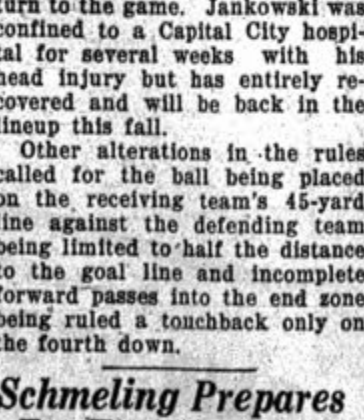 turn to the game. Jankowski was
confined to a Capital City hospi-
tal for several weeks with his
head injury but has entirely re-
covered and will be back in the
lineup this fall.
Other alterations in the rules
called for the ball being placed
on the receiving team's 45-yard
line against the defending team
being limited to half the distance
to the goal line and incomplete
forward passes into the end zone
being ruled a touchback only on
the fourth down.
Schmeling Prepares